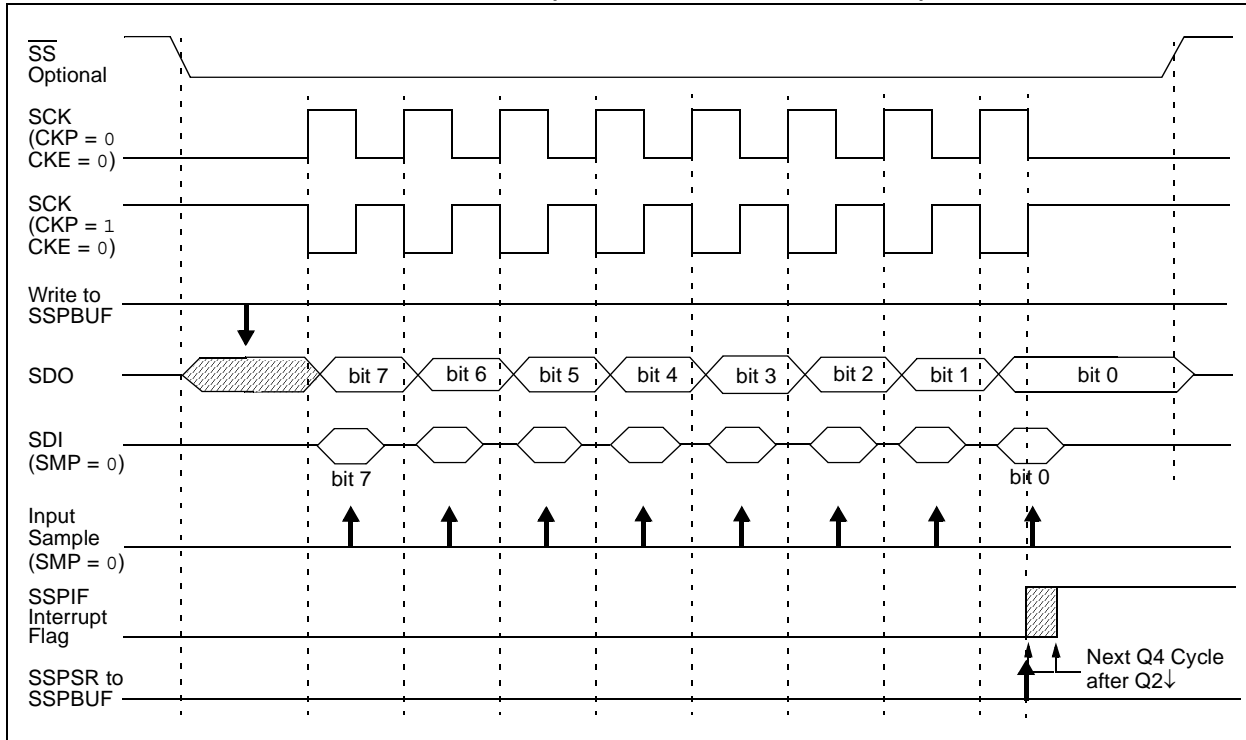 SS
Optional
SCK
(CKP = 0
CKE = 0)
SCK
(CKP = 1
CKE = 0)
Write to
SSPBUF
SDO
bit 7
bit 6
bit 5
bit 4
bit 3
bit 2
bit 1
bit 0
SDI
(SMP = 0)
bit 7
bit 0
Input
Sample
(SMP = 0)
SSPIF
Interrupt
Flag
Next Q4 Cycle
after Q2↓
SSPSR to
SSPBUF